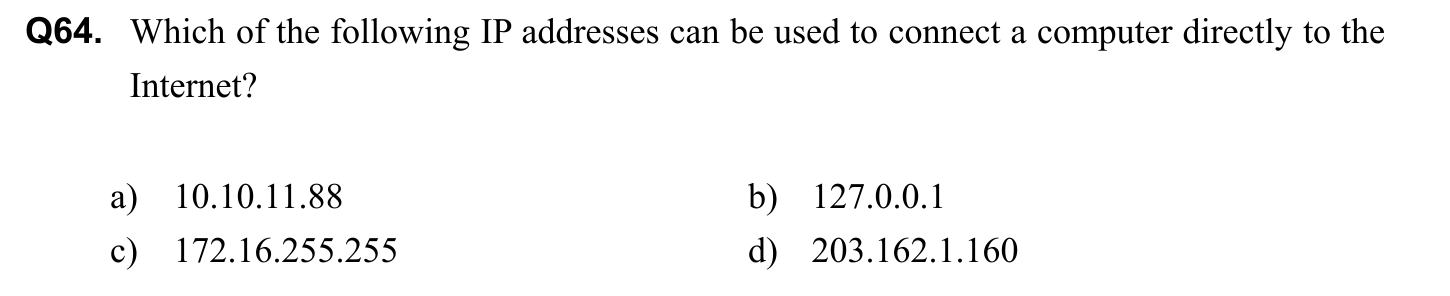 Q64. Which of the following IP addresses can be used to connect a computer directly to the
Internet?
a) 10.10.11.88 b) 127.0.0.1
c) 172.16.255.255 d) 203.162.1.160